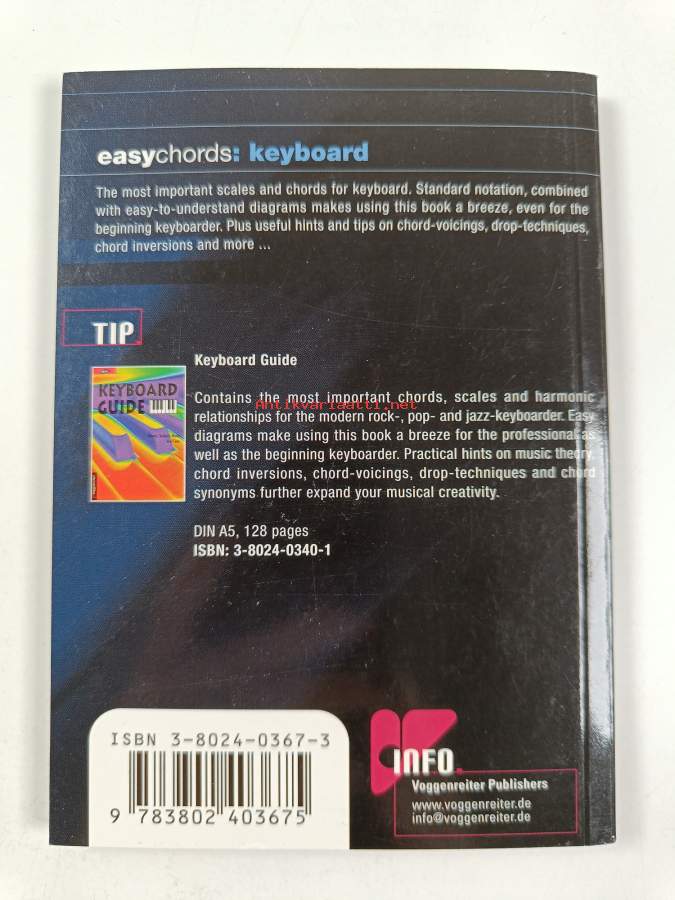 easychords: keyboard
The most important scales and chords for keyboard. Standard notation, combined
with easy-to-understand diagrams makes using this book a breeze, even for the
beginning keyboarder. Plus useful hints and tips on chord-voicings, drop-techniques,
chord inversions and more ...
TIP.
KEYBOARD
GUIDE
Keyboard Guide
Contains the most important chords, scales and harmonic
Antikvariaatti.net
relationships for the modern rock-, pop- and jazz-keyboarder. Easy
diagrams make using this book a breeze for the professional as
well as the beginning keyboarder. Practical hints on music theory,
chord inversions, chord-voicings, drop-techniques and chord
synonyms further expand your musical creativity.
DIN A5, 128 pages
ISBN: 3-8024-0340-1
ISBN 3-8024-0367-3
9 783802 403675
INFO.
Voggenreiter Publishers
www.voggenreiter.de
info@voggenreiter.de